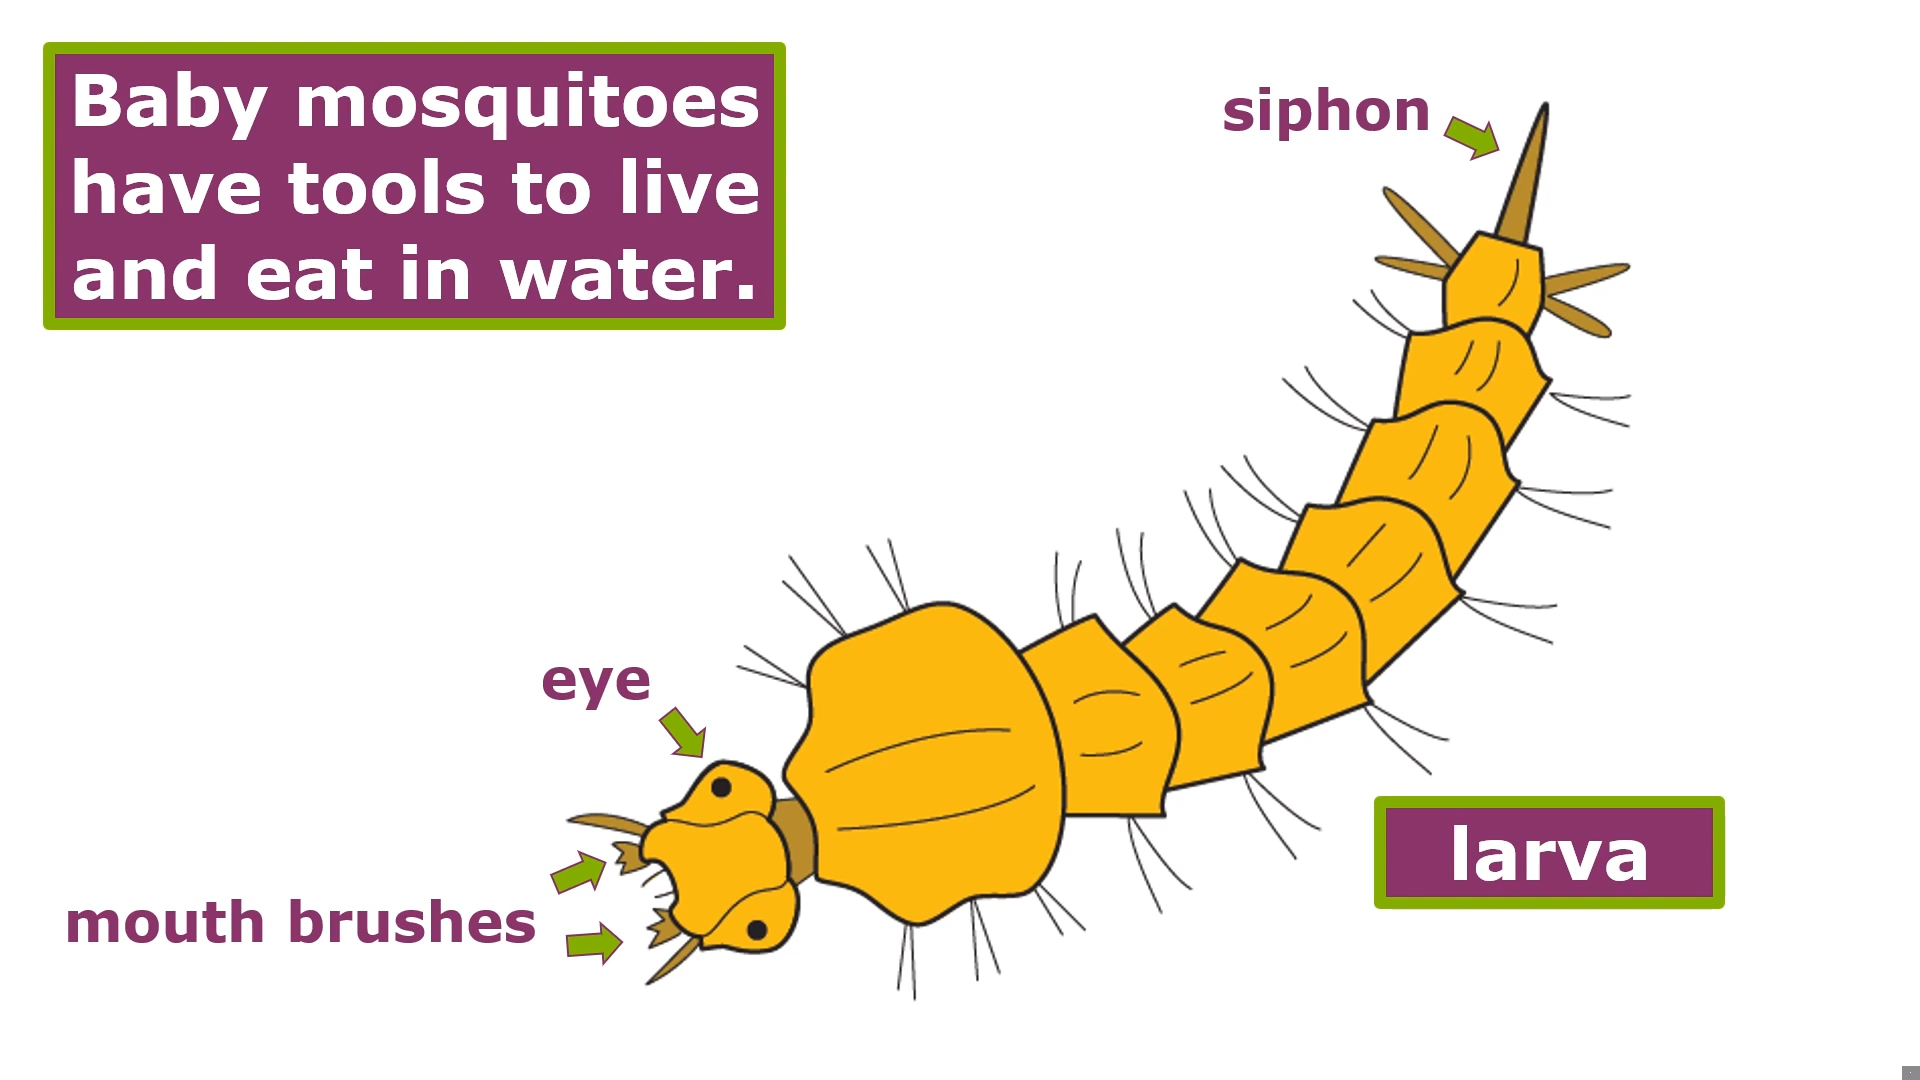 Baby mosquitoes
have tools to live
and eat in water.
siphon
eye
mouth brushes
larva